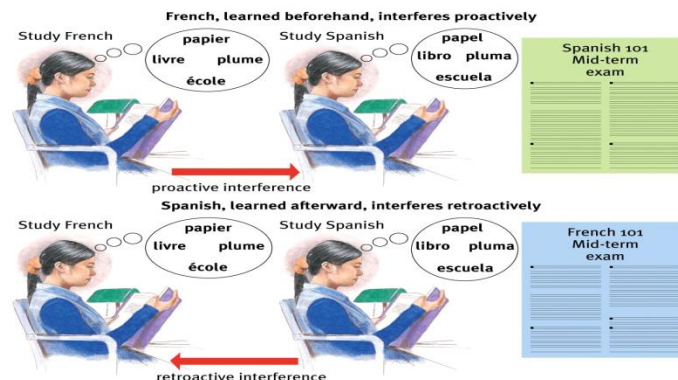 French, learned beforehand, interferes proactively
Study French
papier
livre plume
école
Study Spanish
papel
libro pluma
escuela
Spanish 101
Mid-term
exam
proactive interference
Spanish, learned afterward, interferes retroactively
Study French
papier
livre plume
école
Study Spanish
papel
libro pluma
escuela
French 101
Mid-term
exam
retroactive interference